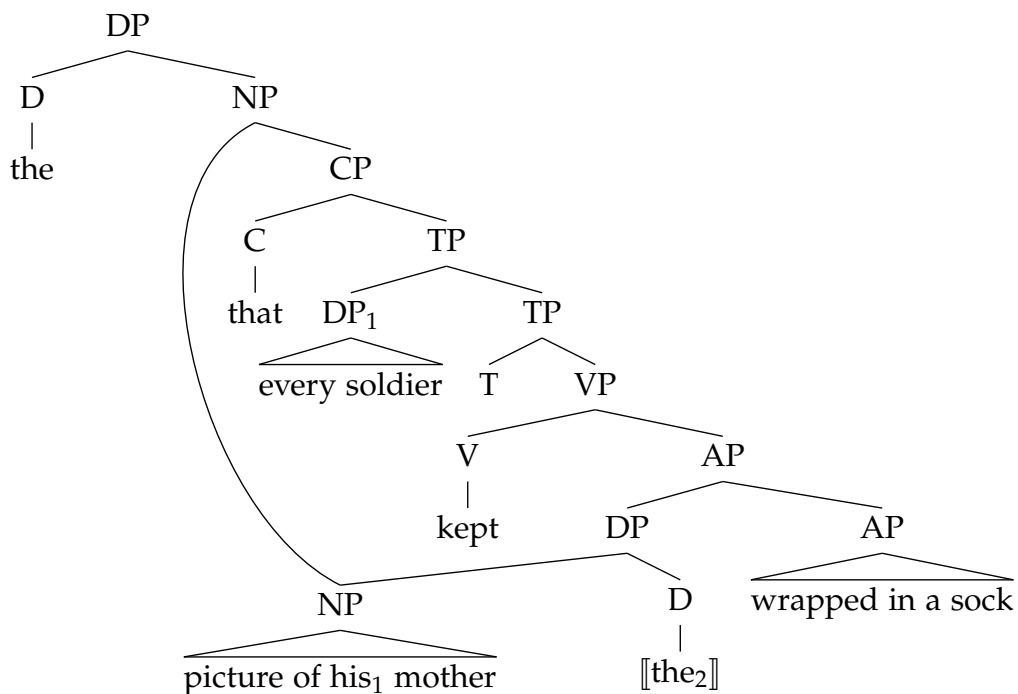 DP
D NP
the CP
C TP
that DP₁ TP
every soldier T VP
V AP
kept DP AP
NP D wrapped in a sock
picture of his₁ mother ⟦the₂⟧